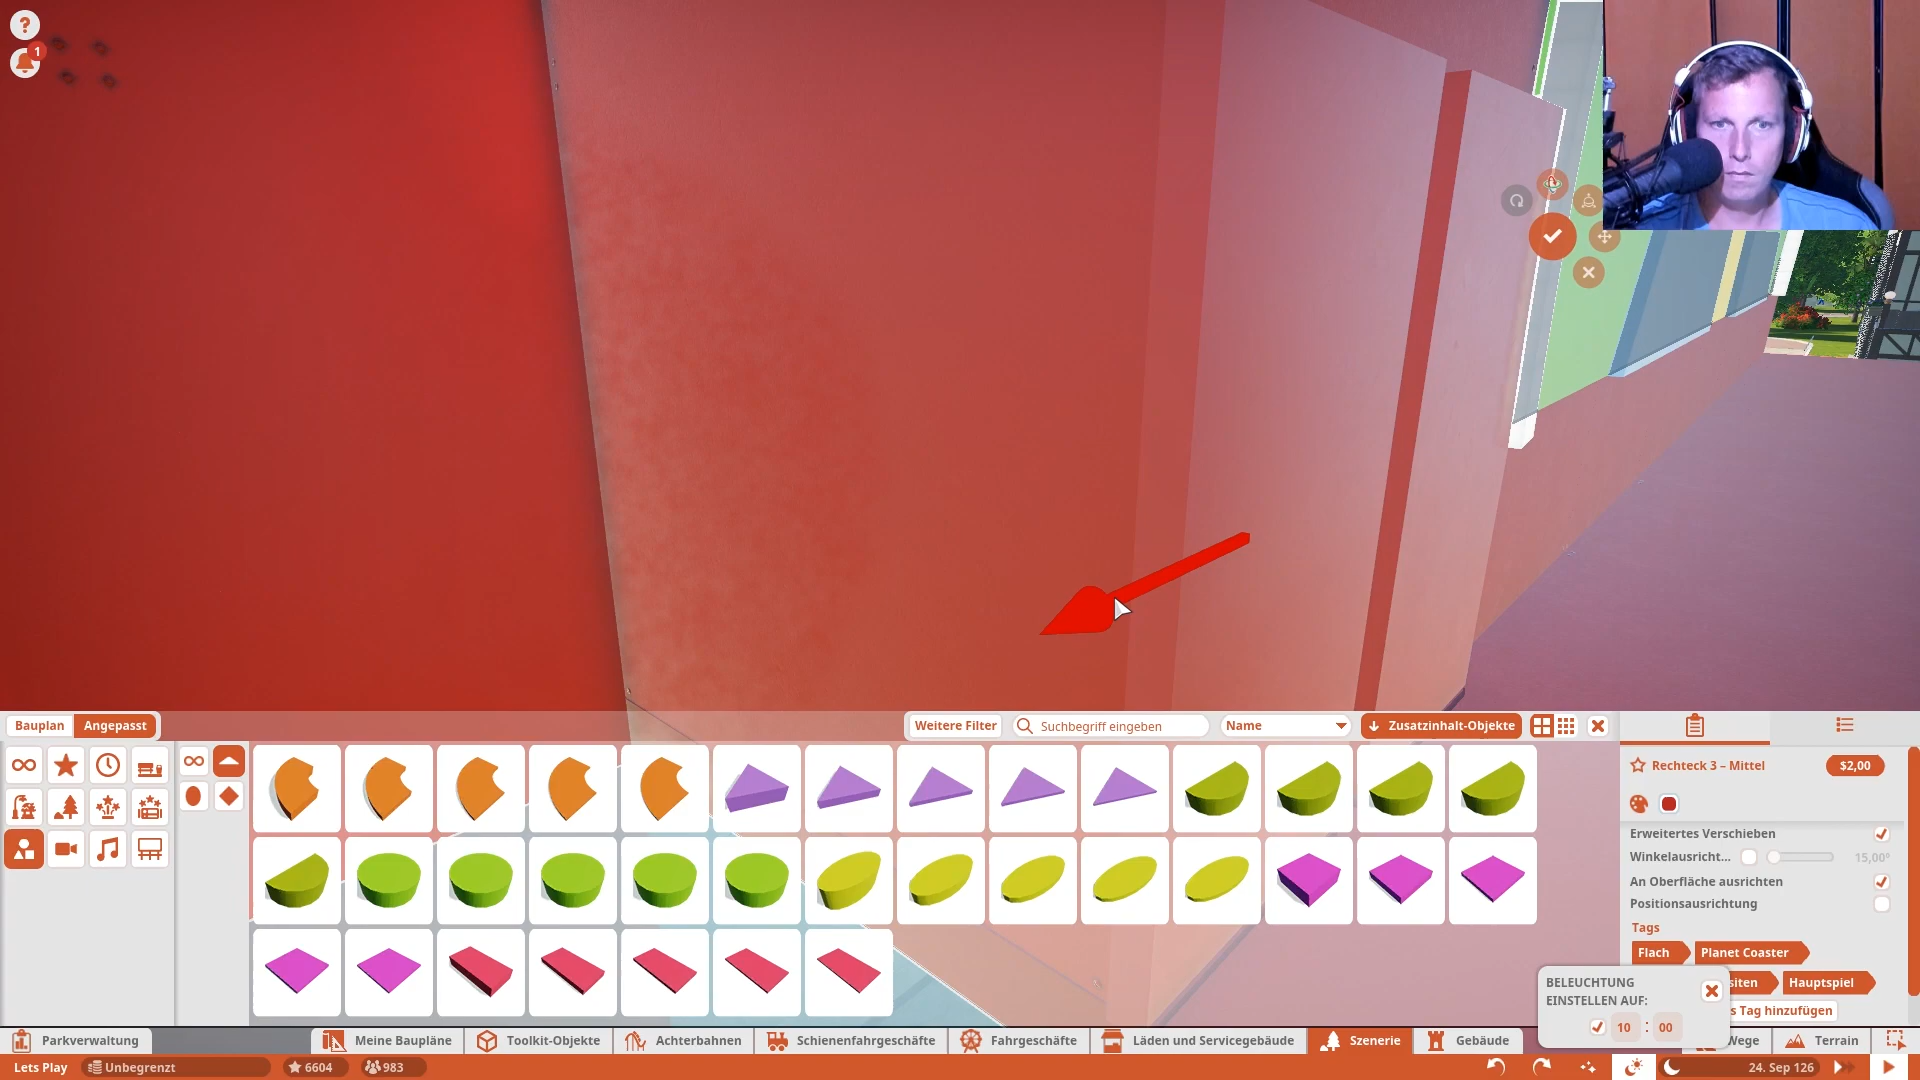 ?
1
Bauplan
Angepasst
Weitere Filter
Suchbegriff eingeben
Name
Zusatzinhalt-Objekte
Rechteck 3 – Mittel
$2,00
Erweitertes Verschieben
Winkelausricht...
15,00°
An Oberfläche ausrichten
Positionsausrichtung
Tags
Flach
Planet Coaster
siten
Hauptspiel
s Tag hinzufügen
BELEUCHTUNG
EINSTELLEN AUF:
10 : 00
Parkverwaltung
Meine Baupläne
Toolkit-Objekte
Achterbahnen
Schienenfahrgeschäfte
Fahrgeschäfte
Läden und Servicegebäude
Szenerie
Gebäude
Wege
Terrain
Lets Play
Unbegrenzt
6604
983
24. Sep 126